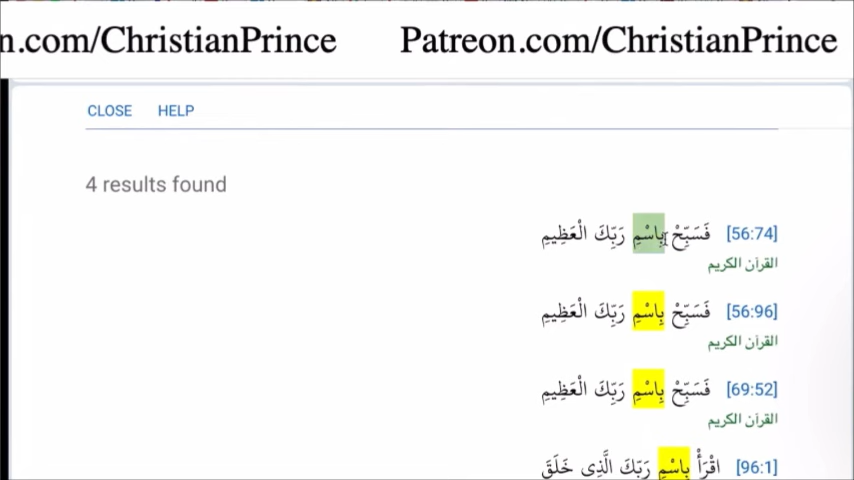 n.com/ChristianPrince Patreon.com/ChristianPrince
CLOSE HELP
4 results found
[56:74] فَسَبِّحْ بِاسْمِ رَبِّكَ الْعَظِيمِ
القرآن الكريم
[56:96] فَسَبِّحْ بِاسْمِ رَبِّكَ الْعَظِيمِ
القرآن الكريم
[69:52] فَسَبِّحْ بِاسْمِ رَبِّكَ الْعَظِيمِ
القرآن الكريم
[96:1] اقْرَأْ بِاسْمِ رَبِّكَ الَّذِى خَلَقَ